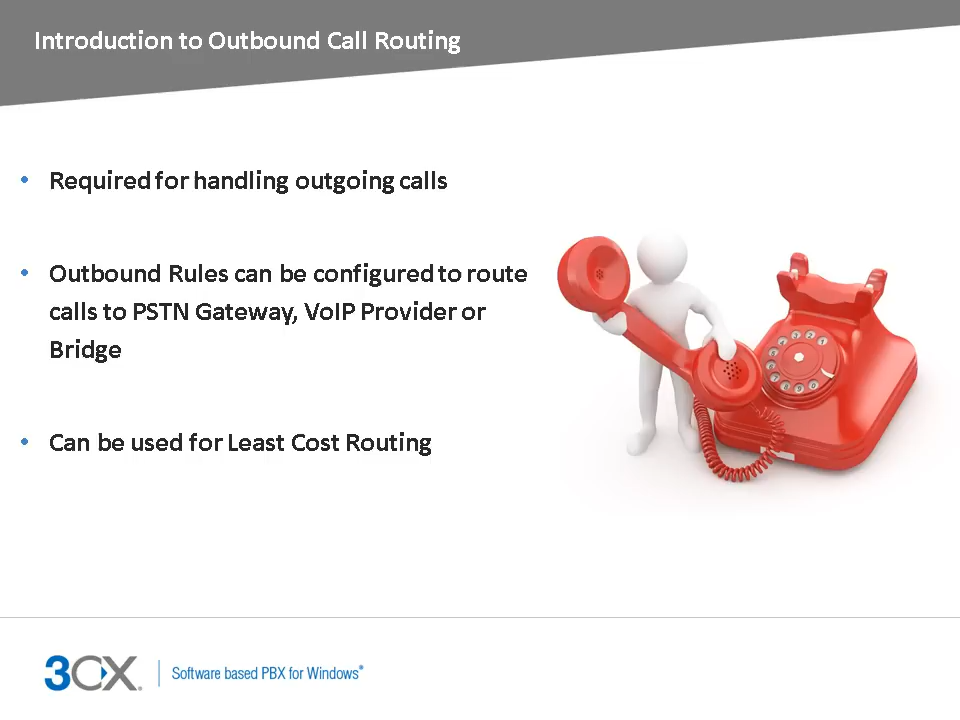 Introduction to Outbound Call Routing
• Required for handling outgoing calls
• Outbound Rules can be configured to route
calls to PSTN Gateway, VoIP Provider or
Bridge
• Can be used for Least Cost Routing
3CX® Software based PBX for Windows®